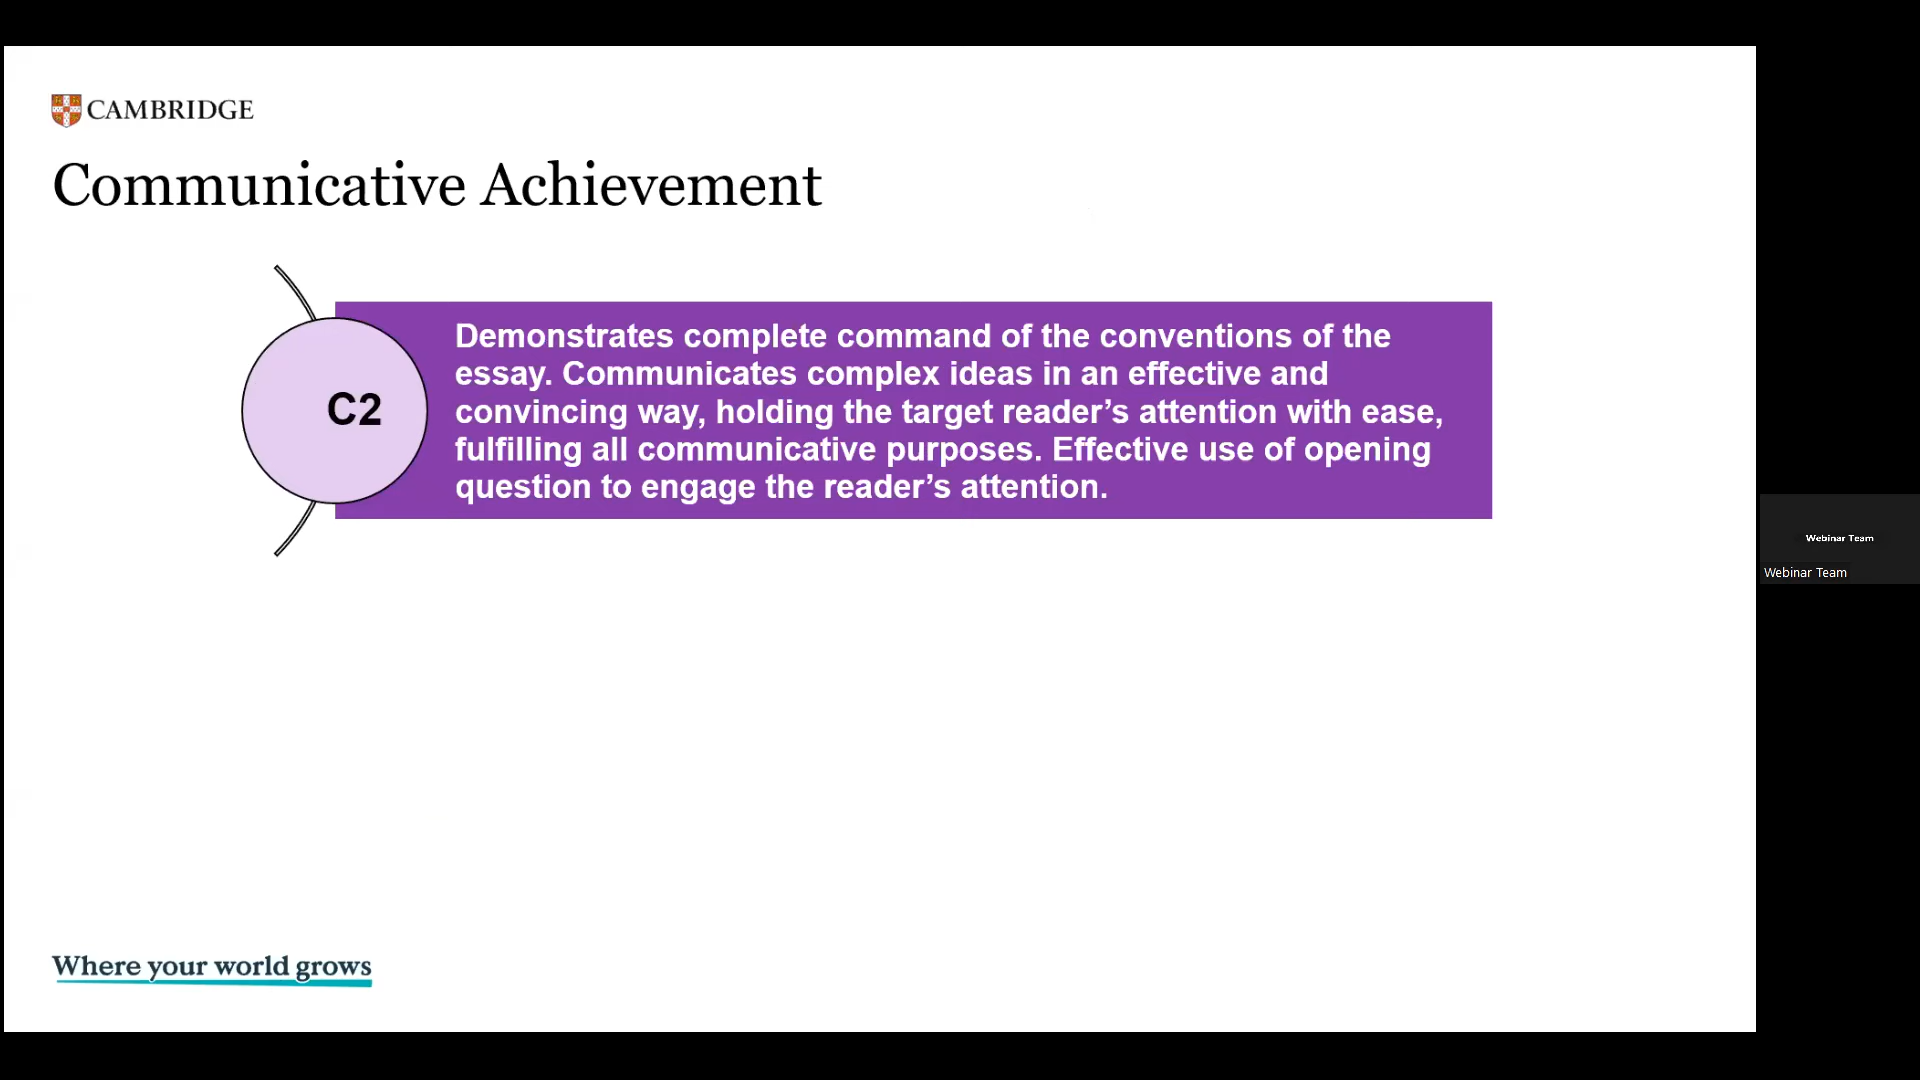 CAMBRIDGE
Communicative Achievement
C2
Demonstrates complete command of the conventions of the
essay. Communicates complex ideas in an effective and
convincing way, holding the target reader’s attention with ease,
fulfilling all communicative purposes. Effective use of opening
question to engage the reader’s attention.
Webinar Team
Webinar Team
Where your world grows